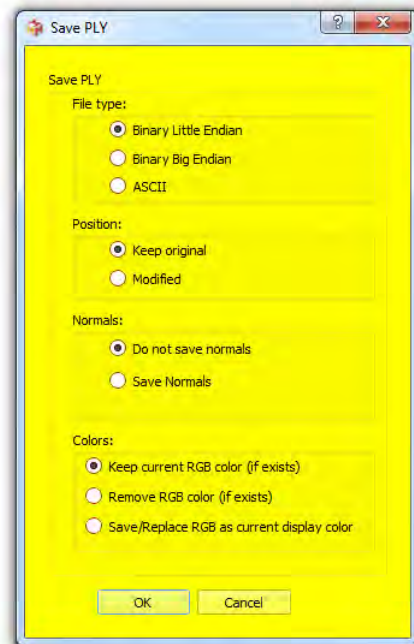 Save PLY
Save PLY
File type:
Binary Little Endian
Binary Big Endian
ASCII
Position:
Keep original
Modified
Normals:
Do not save normals
Save Normals
Colors:
Keep current RGB color (if exists)
Remove RGB color (if exists)
Save/Replace RGB as current display color
OK Cancel